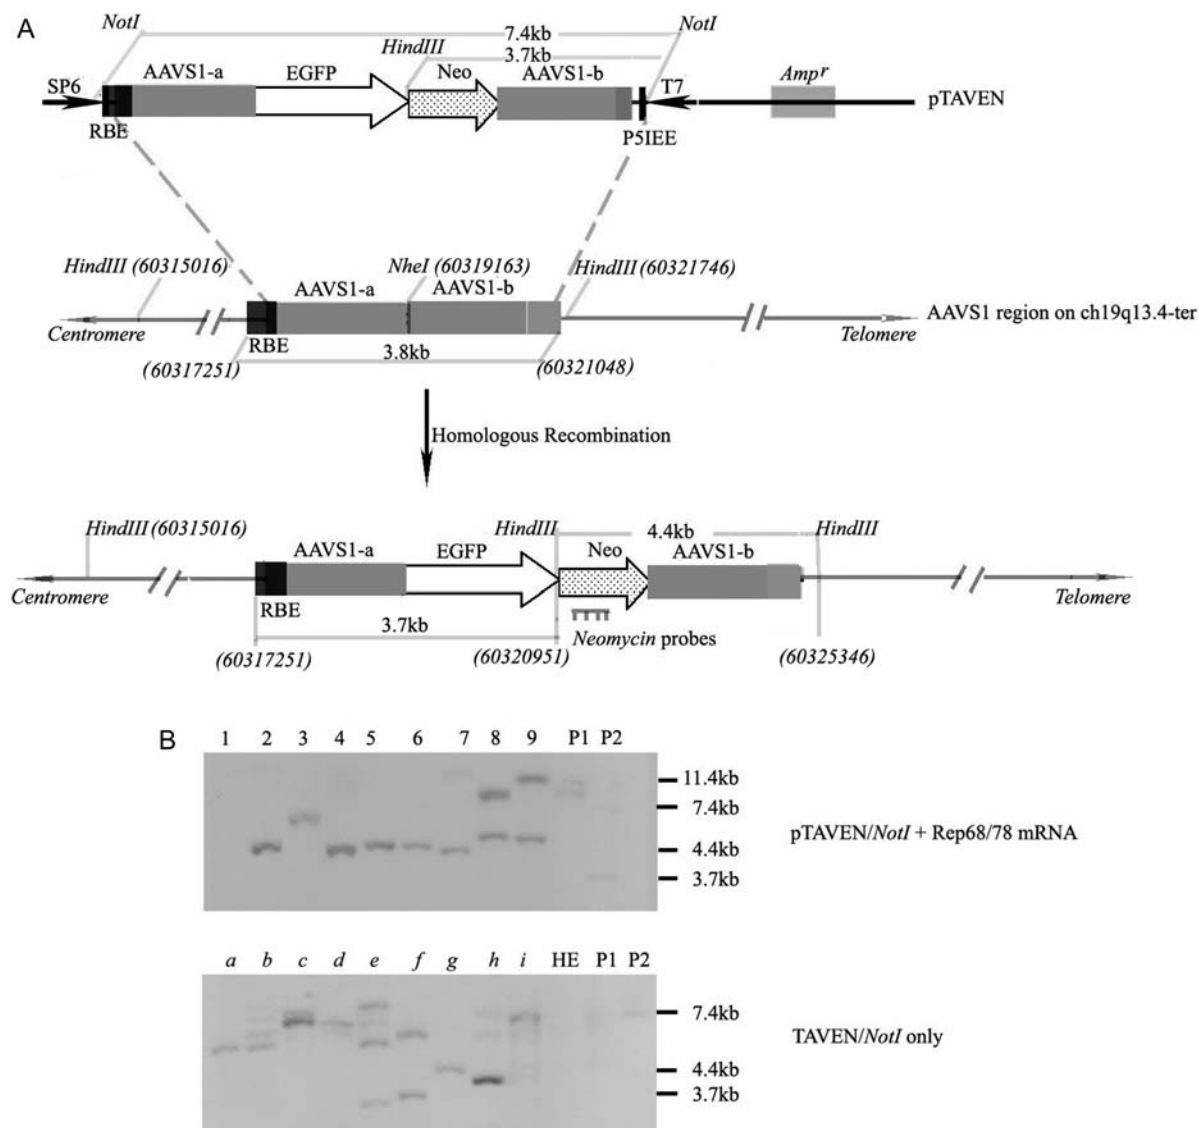 A
NotI
7.4kb
NotI
HindIII
3.7kb
SP6
AAVS1-a
EGFP
Neo
AAVS1-b
T7
Ampr
pTAVEN
RBE
P5IEE
HindIII (60315016)
NheI (60319163)
HindIII (60321746)
AAVS1-a
AAVS1-b
AAVS1 region on ch19q13.4-ter
Centromere
RBE
3.8kb
Telomere
(60317251)
(60321048)
Homologous Recombination
HindIII (60315016)
HindIII
4.4kb
HindIII
AAVS1-a
EGFP
Neo
AAVS1-b
Centromere
RBE
Telomere
3.7kb
Neomycin probes
(60317251)
(60320951)
(60325346)
B
1 2 3 4 5 6 7 8 9 P1 P2
11.4kb
7.4kb
pTAVEN/NotI + Rep68/78 mRNA
4.4kb
3.7kb
a b c d e f g h i HE P1 P2
7.4kb
TAVEN/NotI only
4.4kb
3.7kb